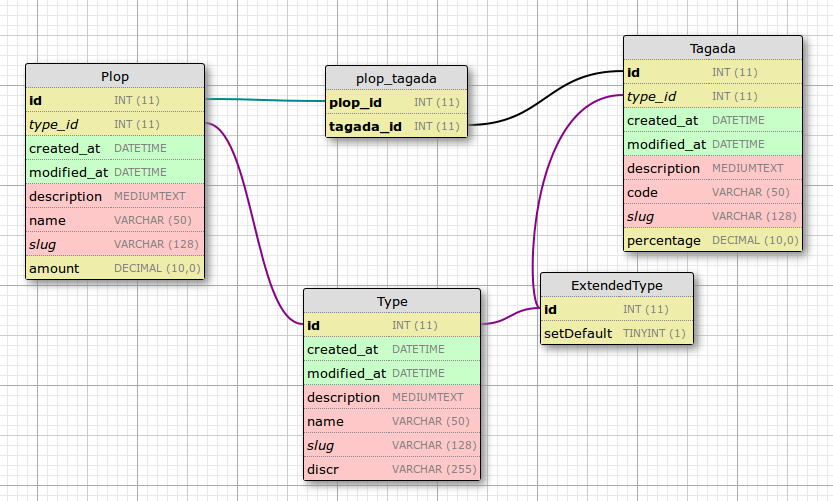 Plop
id INT (11)
type_id INT (11)
created_at DATETIME
modified_at DATETIME
description MEDIUMTEXT
name VARCHAR (50)
slug VARCHAR (128)
amount DECIMAL (10,0)
plop_tagada
plop_id INT (11)
tagada_id INT (11)
Tagada
id INT (11)
type_id INT (11)
created_at DATETIME
modified_at DATETIME
description MEDIUMTEXT
code VARCHAR (50)
slug VARCHAR (128)
percentage DECIMAL (10,0)
Type
id INT (11)
created_at DATETIME
modified_at DATETIME
description MEDIUMTEXT
name VARCHAR (50)
slug VARCHAR (128)
discr VARCHAR (255)
ExtendedType
id INT (11)
setDefault TINYINT (1)